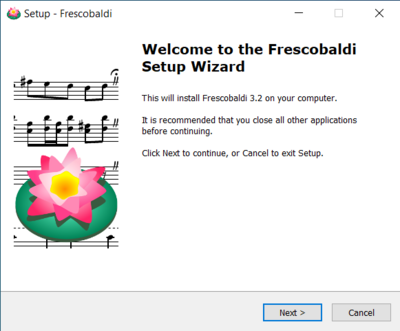 Setup - Frescobaldi
Welcome to the Frescobaldi
Setup Wizard
This will install Frescobaldi 3.2 on your computer.
It is recommended that you close all other applications
before continuing.
Click Next to continue, or Cancel to exit Setup.
Next >
Cancel